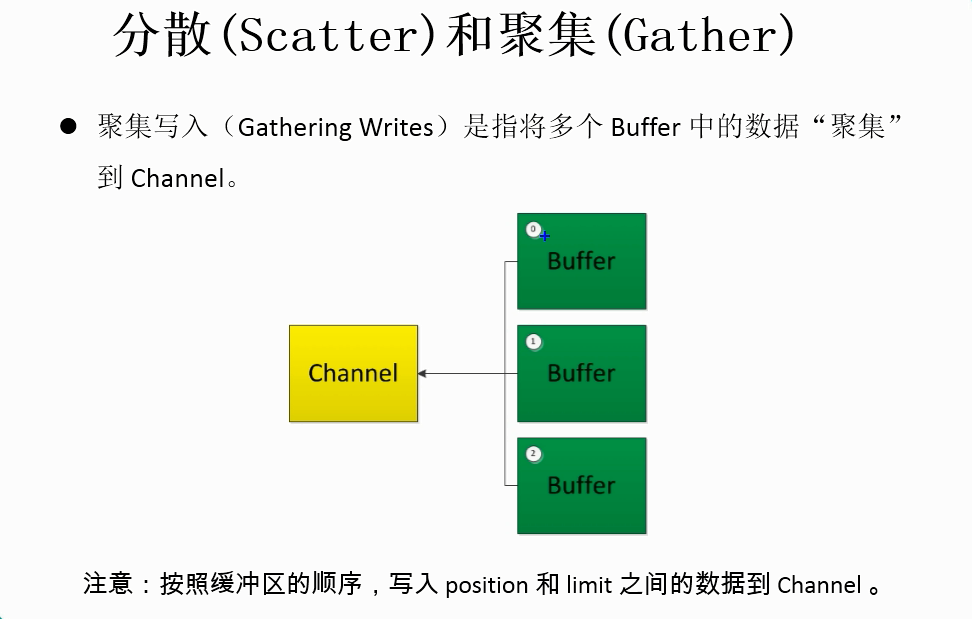 分散(Scatter)和聚集(Gather)
● 聚集写入（Gathering Writes）是指将多个 Buffer 中的数据“聚集”
到 Channel。
0
Buffer
Channel
1
Buffer
2
Buffer
注意：按照缓冲区的顺序，写入 position 和 limit 之间的数据到 Channel 。